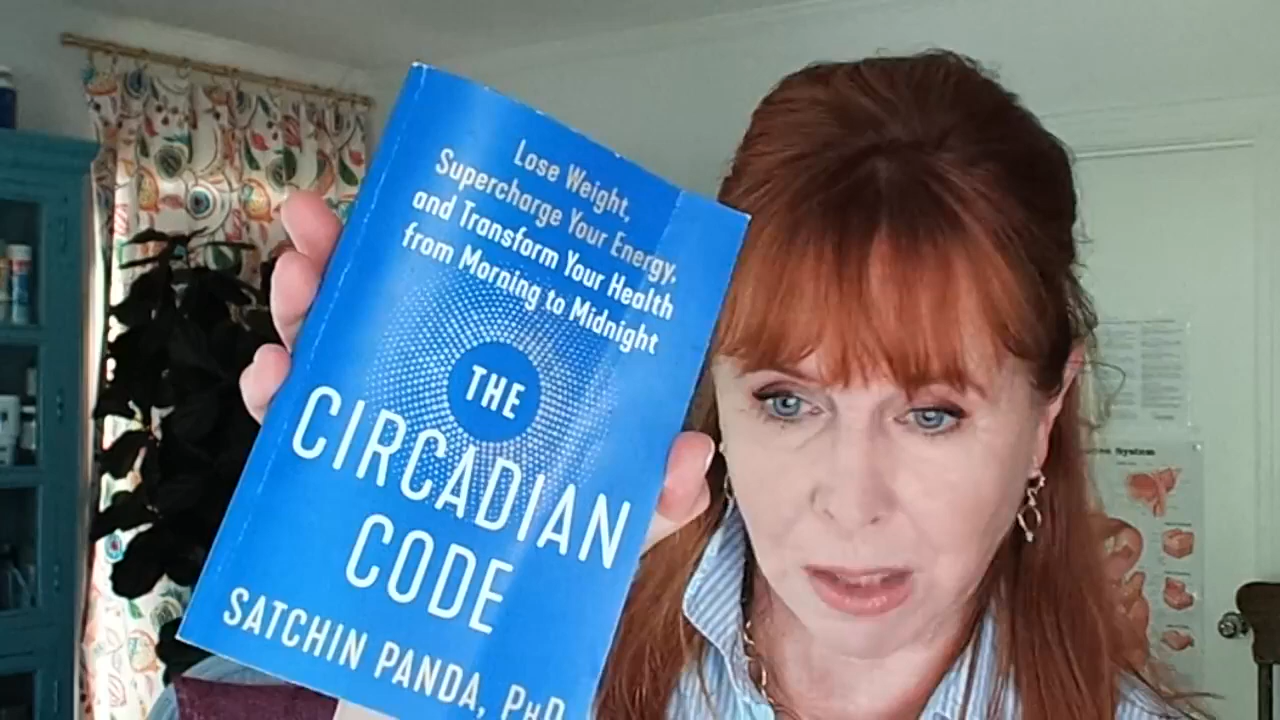 Lose Weight,
Supercharge Your Energy,
and Transform Your Health
from Morning to Midnight
THE
CIRCADIAN
CODE
SATCHIN PANDA, PhD
System